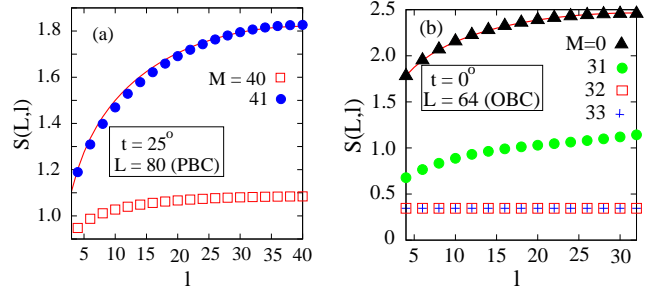 (a)
S(L,l)
1.8
1.6
1.4
1.2
1.0
M = 40
41
t = 25°
L = 80 (PBC)
5 10 15 20 25 30 35 40
l
(b)
S(L,l)
2.5
2.0
1.5
1.0
0.5
0
M=0
31
32
33
t = 0°
L = 64 (OBC)
5 10 15 20 25 30
l